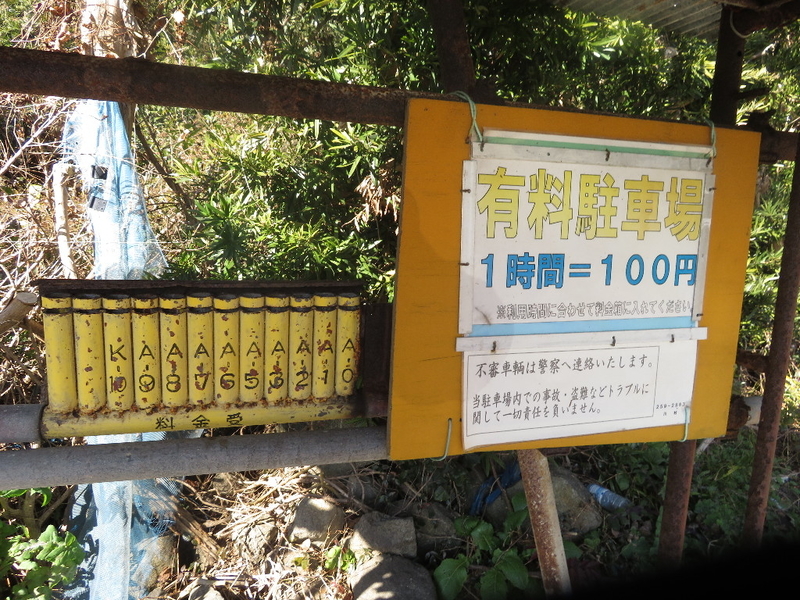 有料駐車場
1時間=100円
※利用時間に合わせて料金箱に入れてください
不審車輌は警察へ連絡いたします。
当駐車場内での事故・盗難などトラブルに
関して一切責任を負いません。
K A A A A A A A A A
料金受